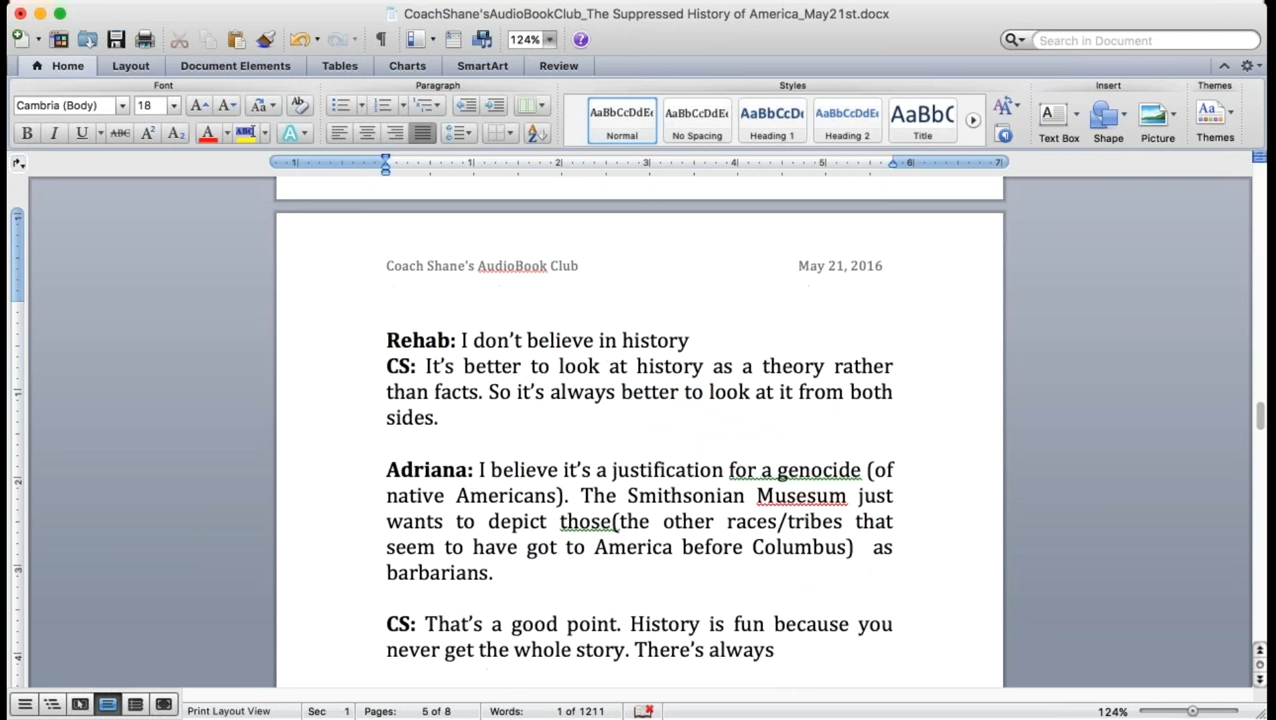 CoachShane'sAudioBookClub_The Suppressed History of America_May21st.docx
124%
Search in Document
Home Layout Document Elements Tables Charts SmartArt Review
Font Paragraph Styles Insert Themes
Cambria (Body) 18
AaBbCcDdEe AaBbCcDdEe AaBbCcDdE AaBbCcDdEe AaBbC
Normal No Spacing Heading 1 Heading 2 Title
Text Box Shape Picture Themes
Coach Shane's AudioBook Club May 21, 2016
Rehab: I don't believe in history
CS: It's better to look at history as a theory rather
than facts. So it's always better to look at it from both
sides.
Adriana: I believe it's a justification for a genocide (of
native Americans). The Smithsonian Musesum just
wants to depict those(the other races/tribes that
seem to have got to America before Columbus) as
barbarians.
CS: That's a good point. History is fun because you
never get the whole story. There's always
Print Layout View Sec 1 Pages: 5 of 8 Words: 1 of 1211 124%